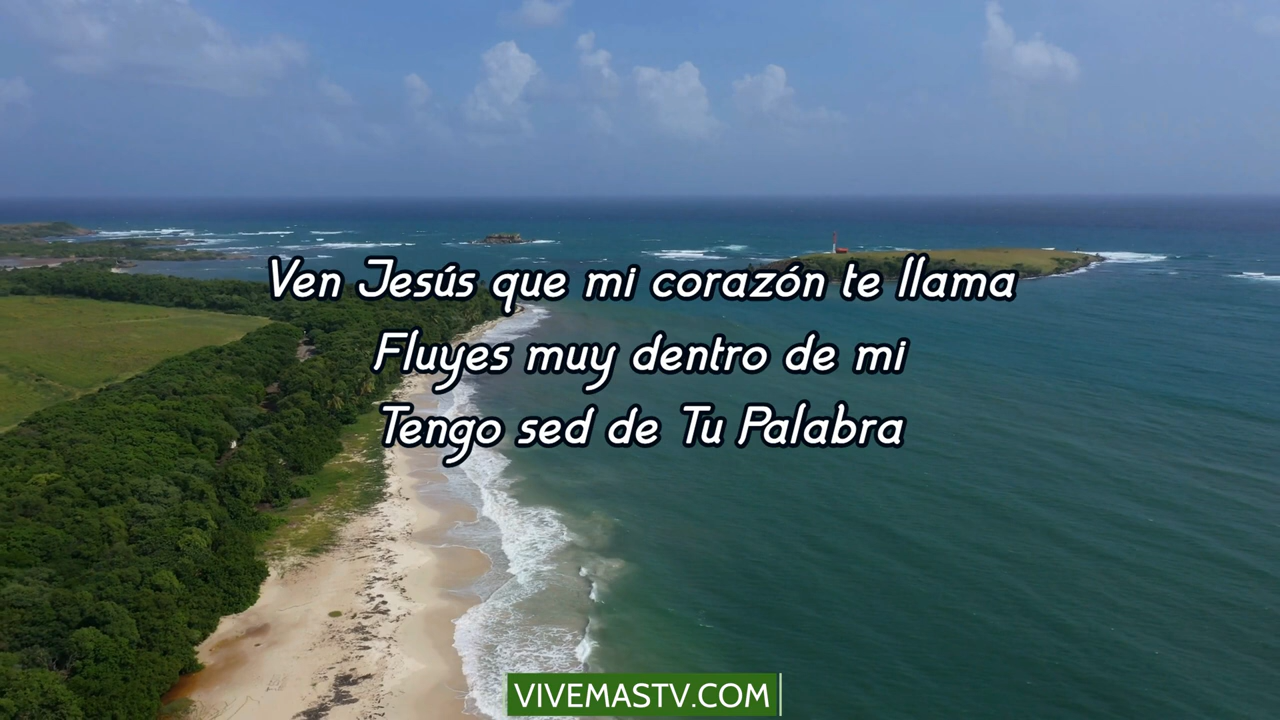 Ven Jesús que mi corazón te llama
Fluyes muy dentro de mi
Tengo sed de Tu Palabra
VIVEMASTV.COM